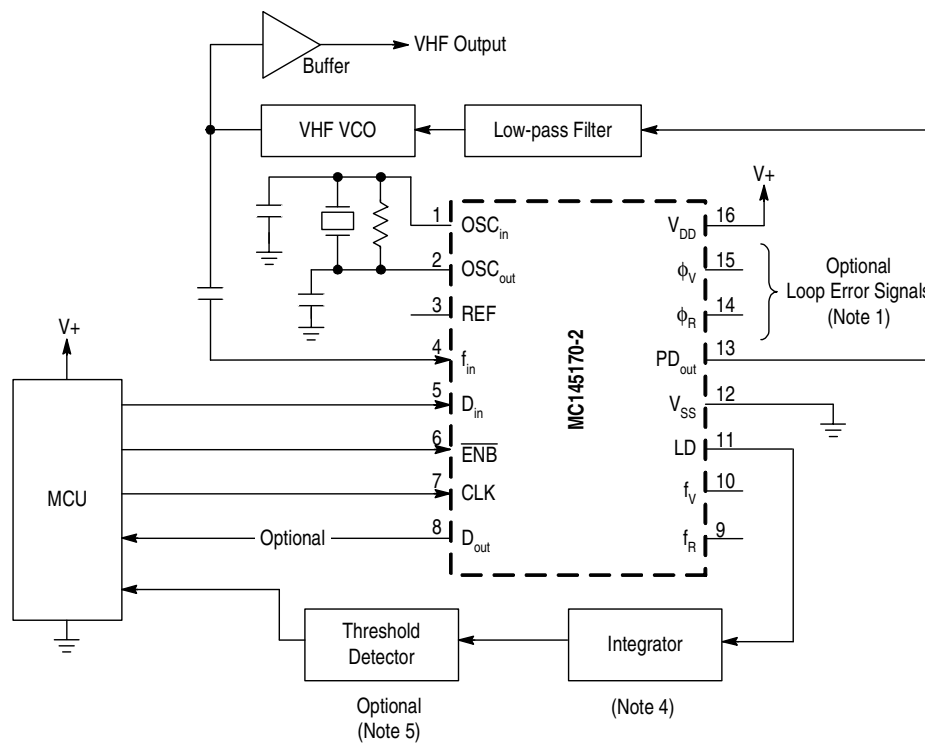 VHF Output
Buffer
VHF VCO
Low-pass Filter
V+
1
OSCin
VDD
16
2
OSCout
ϕV
15
Optional
Loop Error Signals
(Note 1)
3
REF
ϕR
14
V+
4
fin
PDout
13
MC145170-2
5
Din
VSS
12
6
ENB
LD
11
MCU
7
CLK
fV
10
Optional
8
Dout
fR
9
Threshold
Detector
Integrator
Optional
(Note 5)
(Note 4)